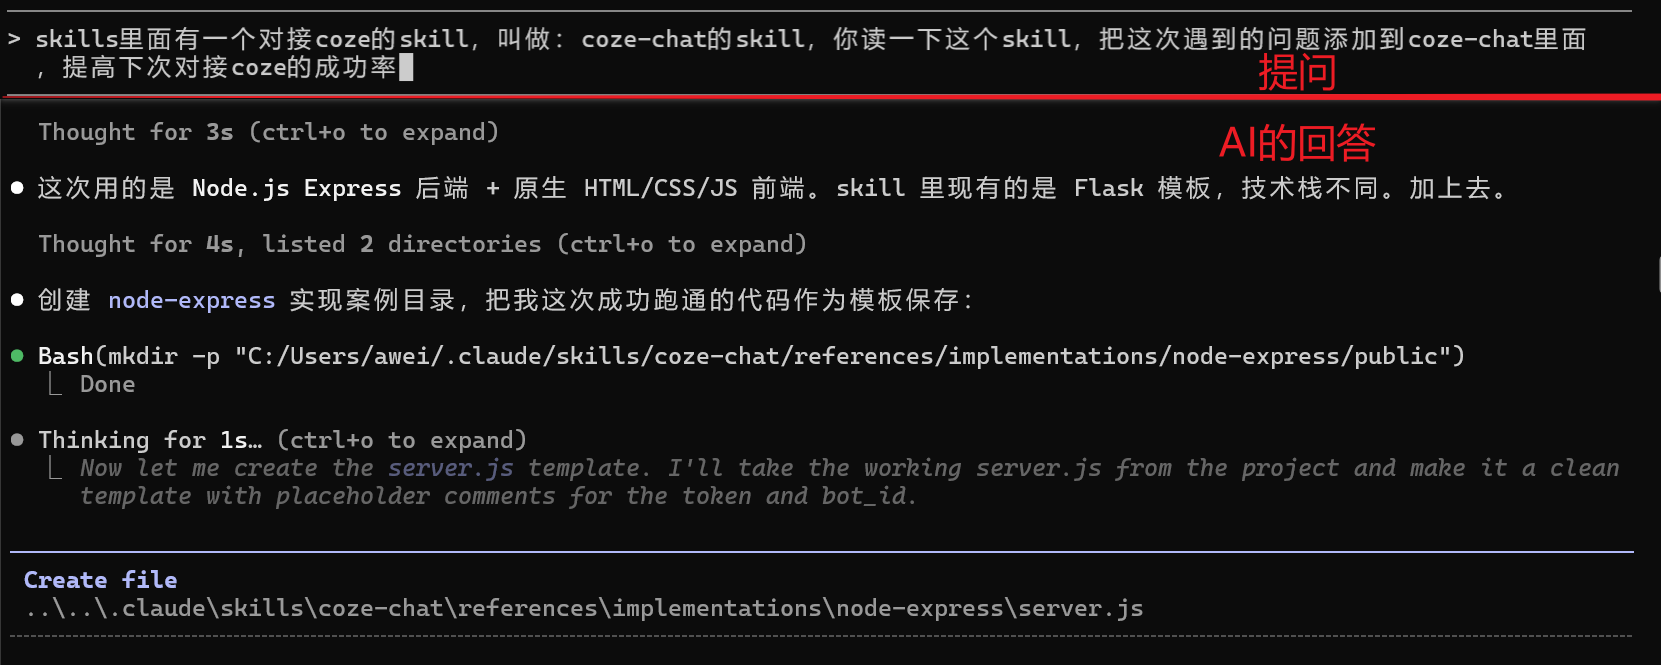 > skills里面有一个对接coze的skill，叫做：coze-chat的skill，你读一下这个skill，把这次遇到的问题添加到coze-chat里面
，提高下次对接coze的成功率
提问
AI的回答
Thought for 3s (ctrl+o to expand)
● 这次用的是 Node.js Express 后端 + 原生 HTML/CSS/JS 前端。skill 里现有的是 Flask 模板，技术栈不同。加上去。
Thought for 4s, listed 2 directories (ctrl+o to expand)
● 创建 node-express 实现案例目录，把我这次成功跑通的代码作为模板保存：
● Bash(mkdir -p "C:/Users/awei/.claude/skills/coze-chat/references/implementations/node-express/public")
⎿ Done
● Thinking for 1s… (ctrl+o to expand)
⎿ Now let me create the server.js template. I'll take the working server.js from the project and make it a clean
template with placeholder comments for the token and bot_id.
Create file
..\..\.claude\skills\coze-chat\references\implementations\node-express\server.js